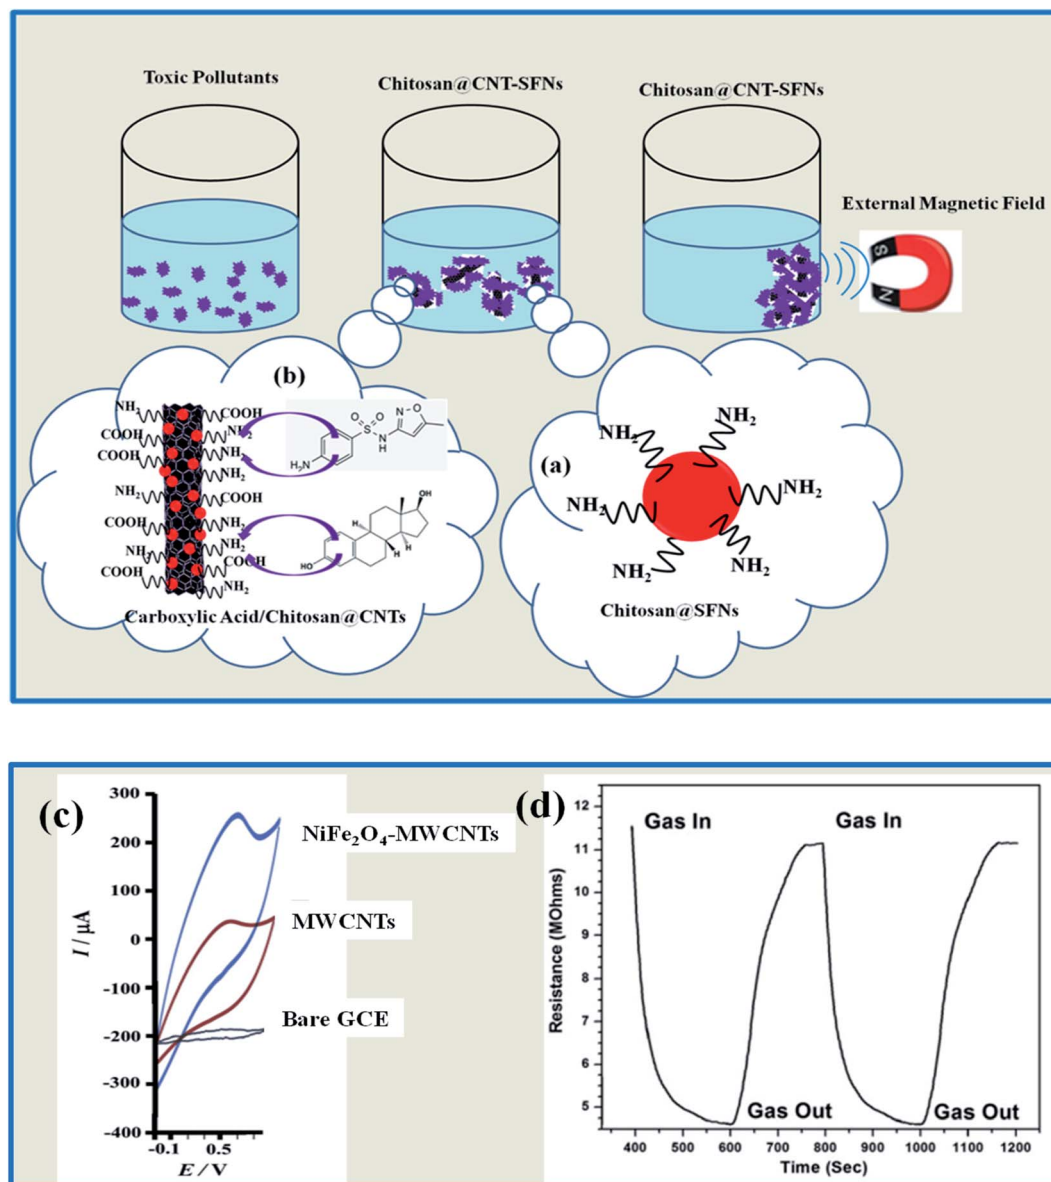 Toxic Pollutants
Chitosan@CNT-SFNs
Chitosan@CNT-SFNs
External Magnetic Field
S
N
(b)
NH₂
COOH
COOH
NH₂
COOH
NH₂
NH₂
NH₂
COOH
COOH
NH₂
NH₂
NH₂
COOH
COOH
NH₂
O
O
S
N
H
N
O
H₂N
OH
H
H
H
HO
Carboxylic Acid/Chitosan@CNTs
(a)
NH₂
NH₂
NH₂
NH₂
NH₂
NH₂
Chitosan@SFNs
(c)
300
200
100
0
-100
-200
-300
-400
I / µA
-0.1
0.5
E / V
NiFe₂O₄-MWCNTs
MWCNTs
Bare GCE
(d)
12
11
10
9
8
7
6
5
Resistance (MOhms)
Gas In
Gas In
Gas Out
Gas Out
400 500 600 700 800 900 1000 1100 1200
Time (Sec)